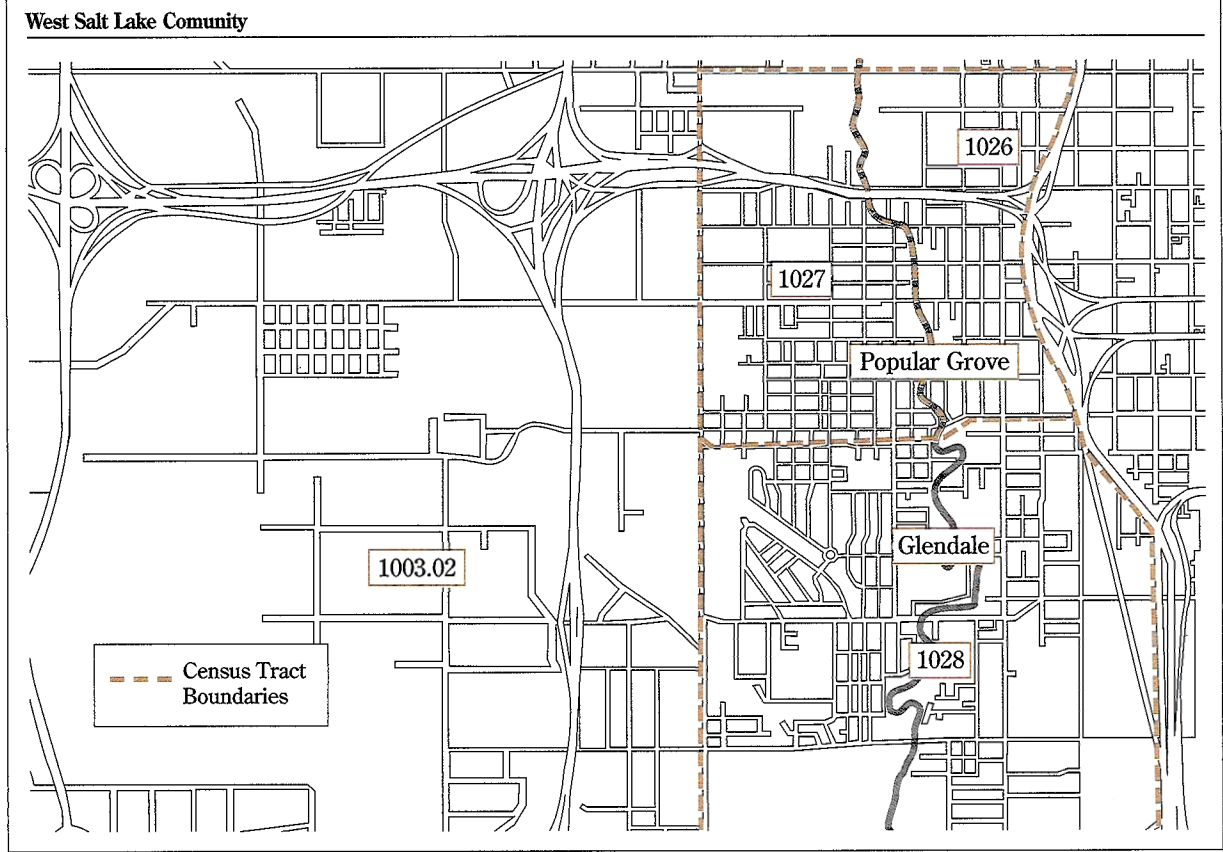 West Salt Lake Comunity
1026
1027
Popular Grove
Glendale
1003.02
1028
Census Tract
Boundaries